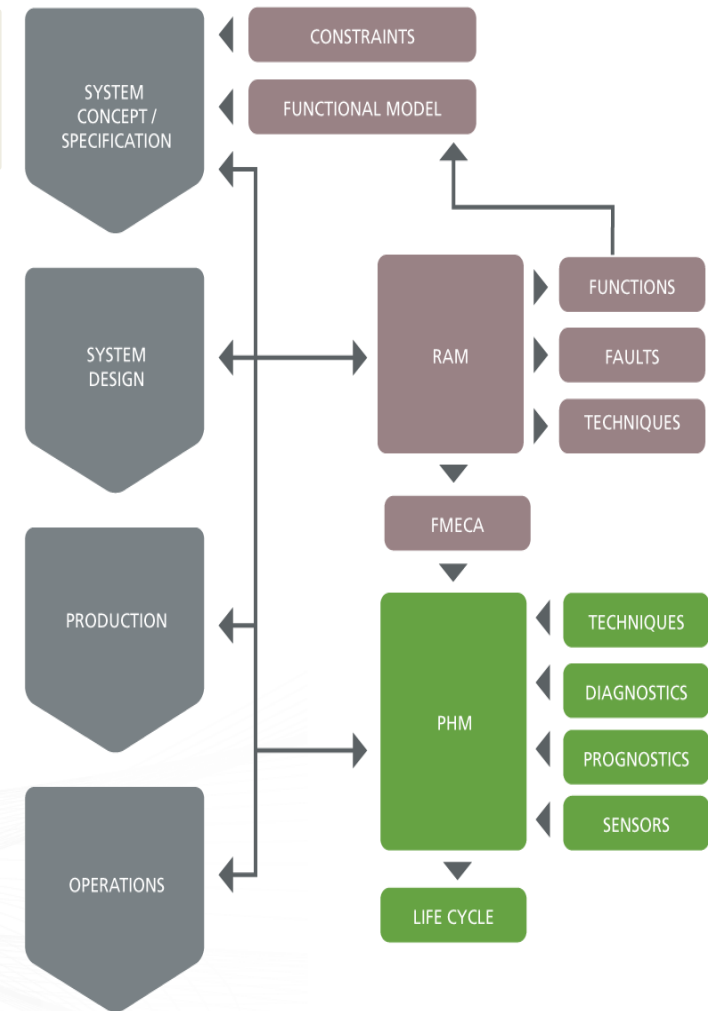 CONSTRAINTS
SYSTEM
CONCEPT /
SPECIFICATION
FUNCTIONAL MODEL
SYSTEM
DESIGN
RAM
FUNCTIONS
FAULTS
TECHNIQUES
FMECA
PRODUCTION
PHM
TECHNIQUES
DIAGNOSTICS
PROGNOSTICS
SENSORS
OPERATIONS
LIFE CYCLE